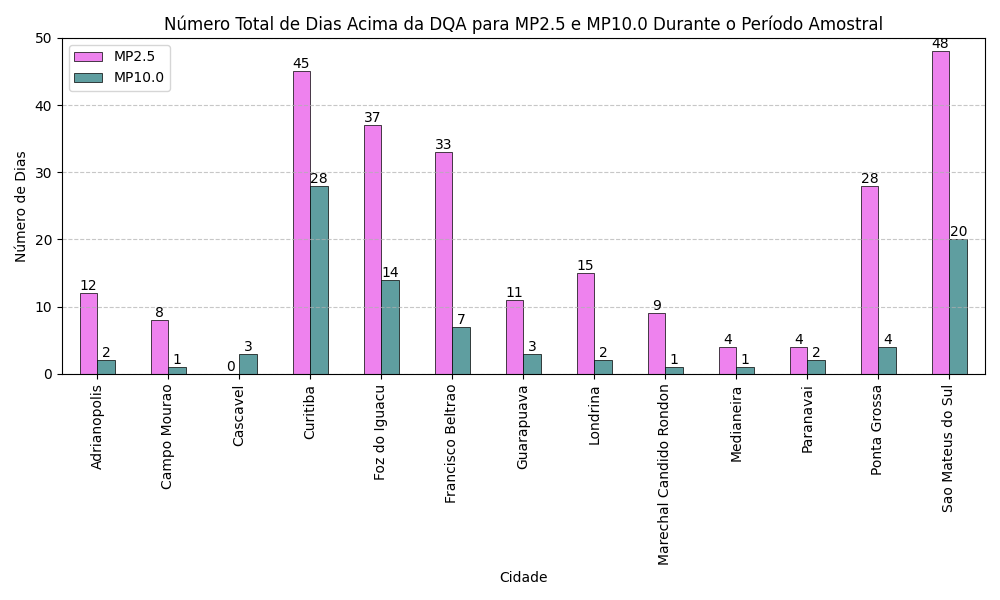 Número Total de Dias Acima da DQA para MP2.5 e MP10.0 Durante o Período Amostral
MP2.5
MP10.0
Número de Dias
50
40
30
20
10
0
12
2
8
1
0
3
45
28
37
14
33
7
11
3
15
2
9
1
4
1
4
2
28
4
48
20
Adrianopolis
Campo Mourao
Cascavel
Curitiba
Foz do Iguacu
Francisco Beltrao
Guarapuava
Londrina
Marechal Candido Rondon
Medianeira
Paranavai
Ponta Grossa
Sao Mateus do Sul
Cidade